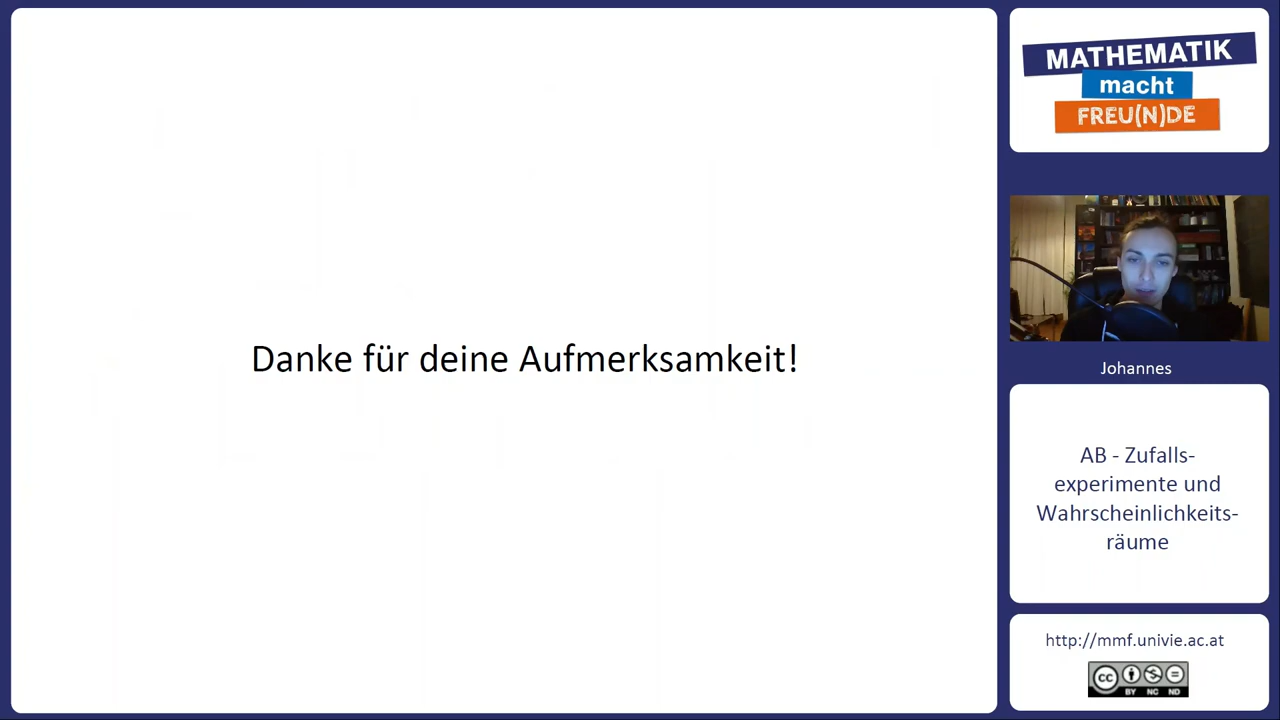 Danke für deine Aufmerksamkeit!
MATHEMATIK
macht
FREU(N)DE
Johannes
AB - Zufalls-
experimente und
Wahrscheinlichkeits-
räume
http://mmf.univie.ac.at
cc
BY NC ND